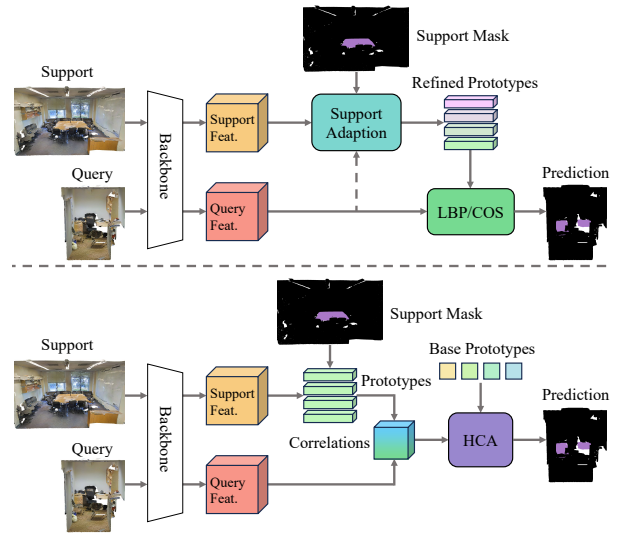 Support Mask
Support
Refined Prototypes
Backbone
Support
Feat.
Support
Adaption
Query
Prediction
Query
Feat.
LBP/COS
Support Mask
Support
Base Prototypes
Backbone
Support
Feat.
Prototypes
Prediction
Correlations
HCA
Query
Query
Feat.